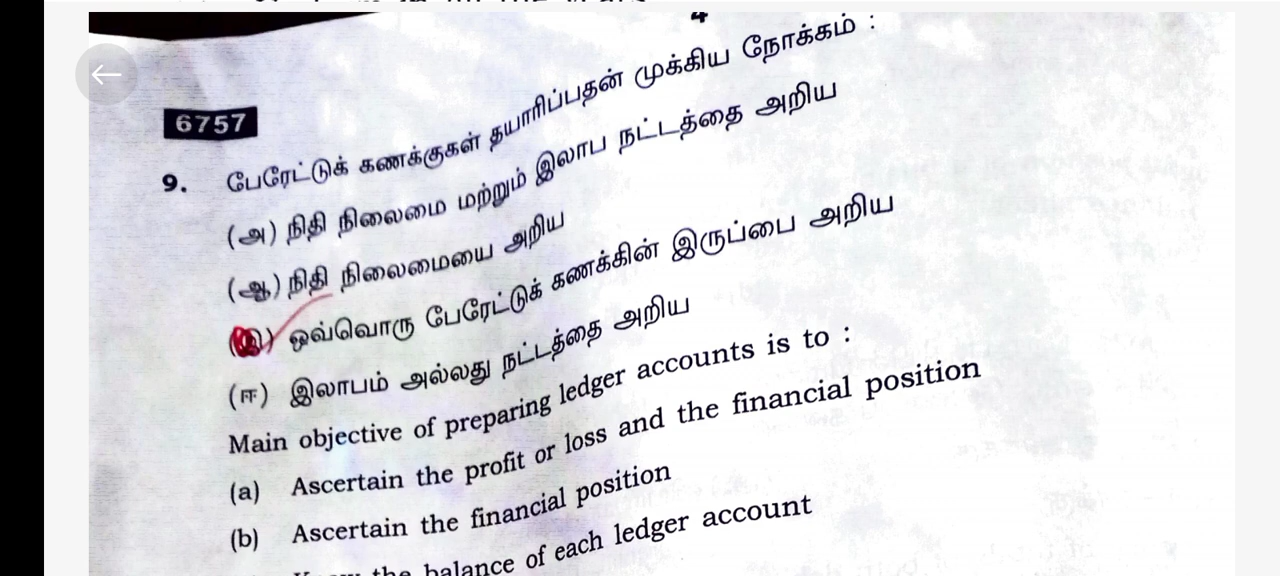 4
6757
9. பேரேட்டுக் கணக்குகள் தயாரிப்பதன் முக்கிய நோக்கம் :
(அ) நிதி நிலைமை மற்றும் இலாப நட்டத்தை அறிய
(ஆ) நிதி நிலைமையை அறிய
(இ) ஒவ்வொரு பேரேட்டுக் கணக்கின் இருப்பை அறிய
(ஈ) இலாபம் அல்லது நட்டத்தை அறிய
Main objective of preparing ledger accounts is to :
(a) Ascertain the profit or loss and the financial position
(b) Ascertain the financial position
the balance of each ledger account